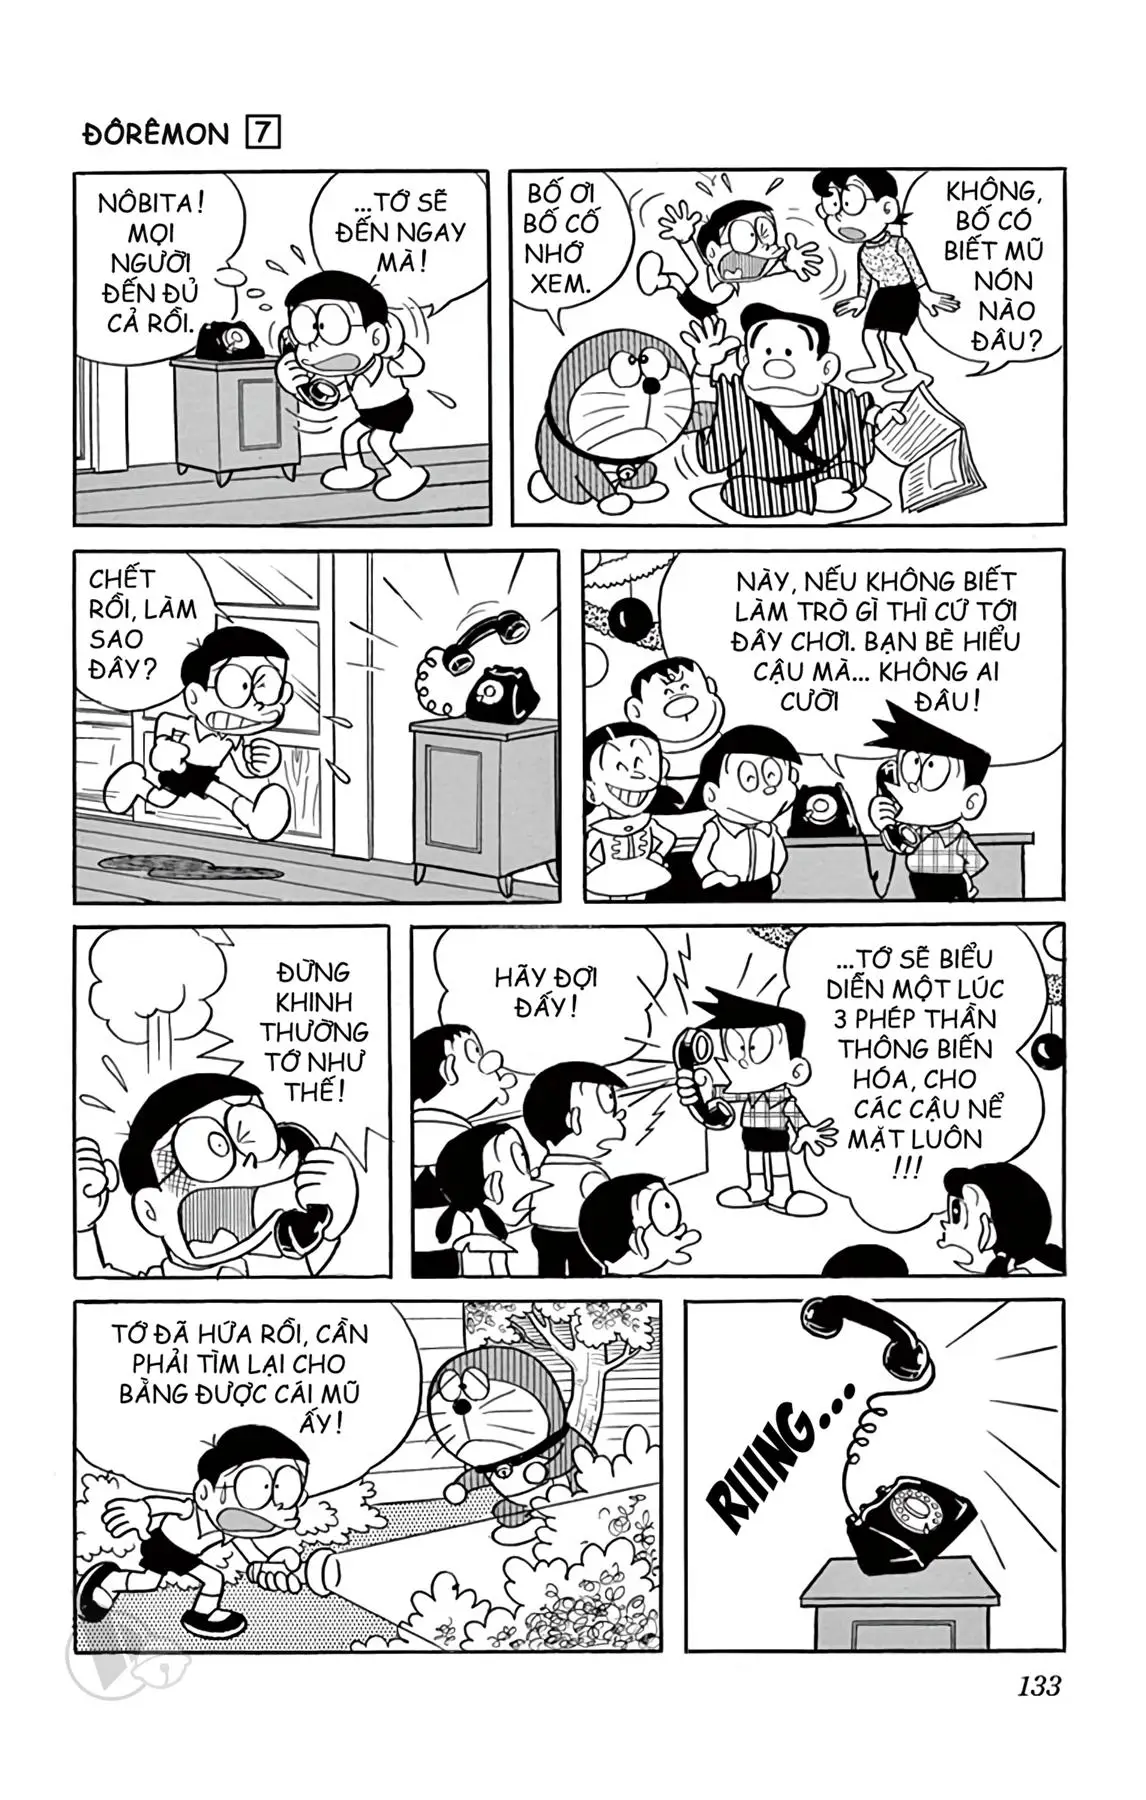 ĐÔRÊMON 7
NÔBITA!
MỌI
NGƯỜI
ĐẾN ĐỦ
CẢ RỒI.
...TỚ SẼ
ĐẾN NGAY
MÀ!
BỐ ƠI
BỐ CỐ
NHỚ
XEM.
KHÔNG,
BỐ CÓ
BIẾT MŨ
NÓN
NÀO
ĐÂU?
CHẾT
RỒI, LÀM
SAO
ĐÂY?
NÀY, NẾU KHÔNG BIẾT
LÀM TRÒ GÌ THÌ CỨ TỚI
ĐÂY CHƠI. BẠN BÈ HIỂU
CẬU MÀ... KHÔNG AI
CƯỜI ĐÂU!
ĐỪNG
KHINH
THƯỜNG
TỚ NHƯ
THẾ!
HÃY ĐỢI
ĐẤY!
...TỚ SẼ BIỂU
DIỄN MỘT LÚC
3 PHÉP THẦN
THÔNG BIẾN
HÓA, CHO
CÁC CẬU NỂ
MẶT LUÔN
!!!
TỚ ĐÃ HỨA RỒI, CẦN
PHẢI TÌM LẠI CHO
BẰNG ĐƯỢC CÁI MŨ
ẤY!
RIIING...
133